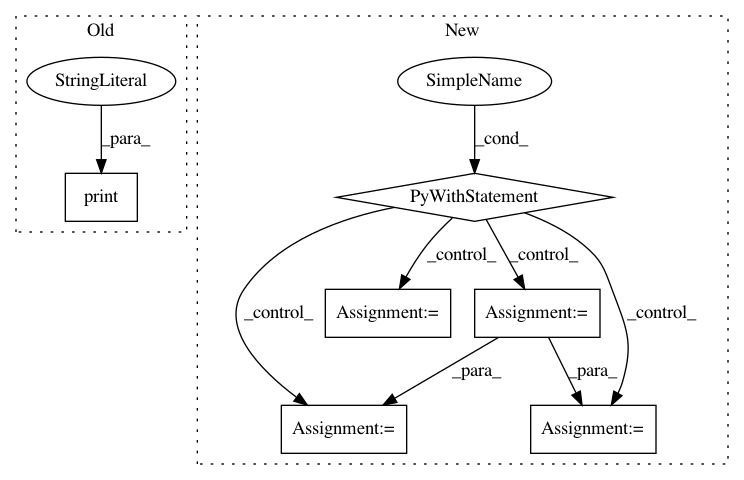 Old
New
StringLiteral
SimpleName
_para_
_cond_
print
PyWithStatement
_control_
_control_
_control_
_control_
Assignment:=
Assignment:=
_para_
_para_
Assignment:=
Assignment:=